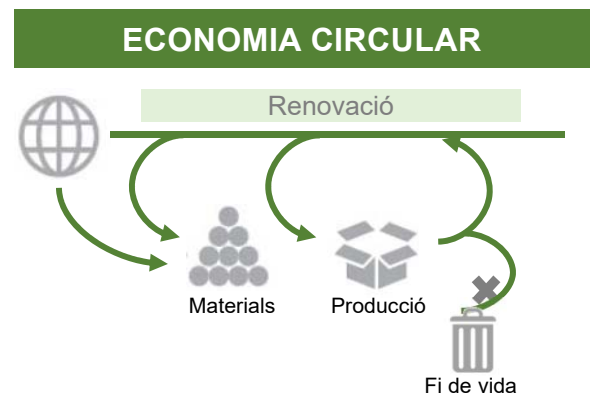 ECONOMIA CIRCULAR
Renovació
Materials
Producció
Fi de vida